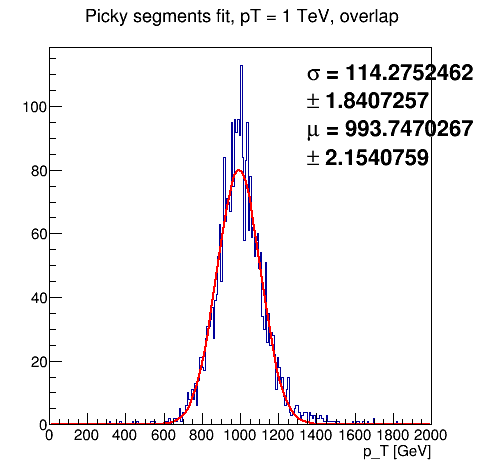 Picky segments fit, pT = 1 TeV, overlap
σ = 114.2752462
± 1.8407257
μ = 993.7470267
± 2.1540759
100
80
60
40
20
0
0 200 400 600 800 1000 1200 1400 1600 1800 2000
p_T [GeV]